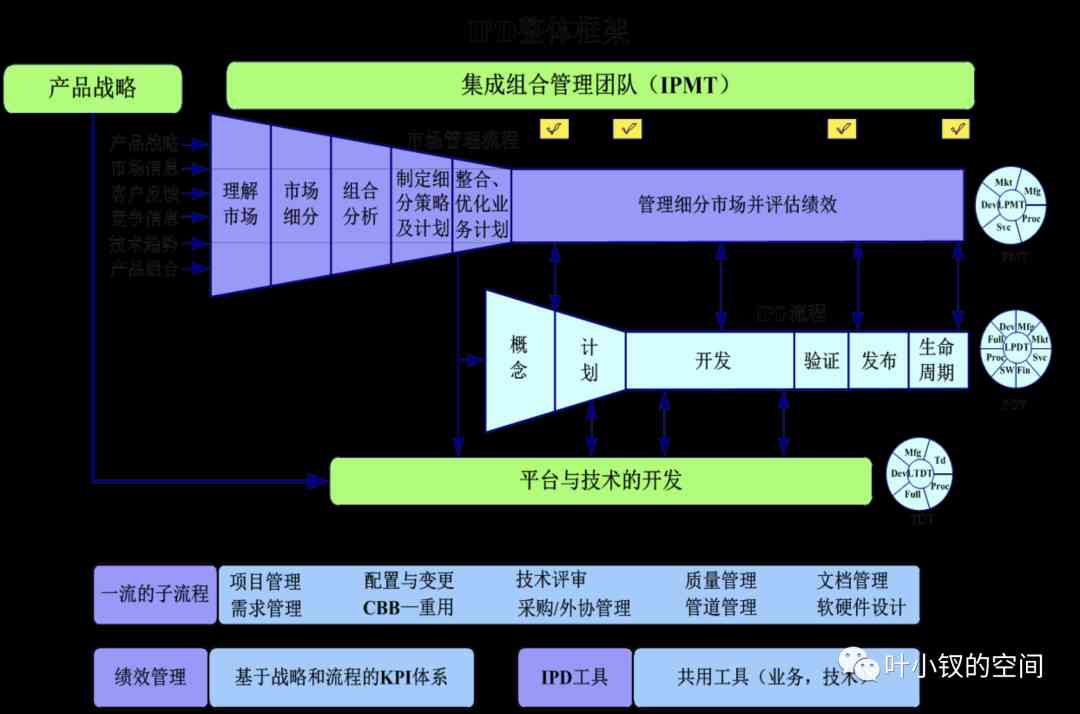 IPD整体框架
产品战略
集成组合管理团队（IPMT）
市场管理流程
产品战略
市场信息
客户反馈
竞争信息
技术趋势
产品组合
理解
市场
市场
细分
组合
分析
制定细
分策略
及计划
整合、
优化业
务计划
管理细分市场并评估绩效
Mkt
Mfg
Dev
LPMT
Proc
Svc
PMT
IPD流程
概
念
计
划
开发
验证
发布
生命
周期
Dev
Mfg
Full
Mkt
LPDT
Proc
Svc
SW
Fin
PDT
平台与技术的开发
Mfg
Td
Dev
LTDT
Proc
Full
TDT
一流的子流程
项目管理 配置与变更 技术评审 质量管理 文档管理
需求管理 CBB—重用 采购/外协管理 管道管理 软硬件设计
绩效管理
基于战略和流程的KPI体系
IPD工具
共用工具（业务，技术）
叶小钗的空间